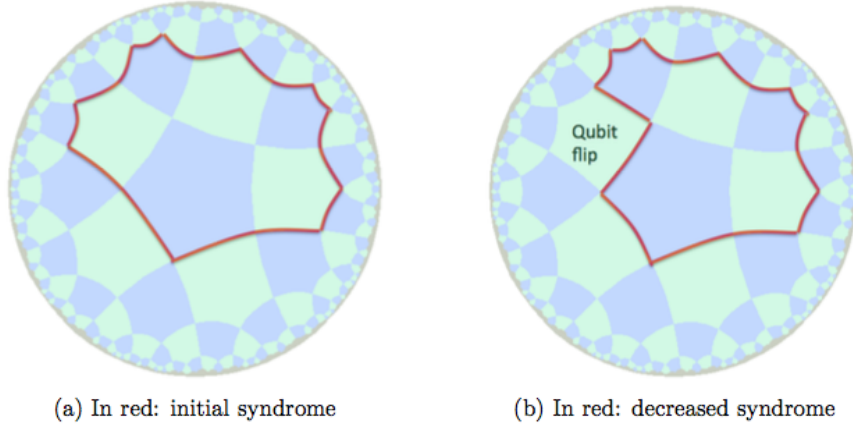 Qubit
flip
(a) In red: initial syndrome
(b) In red: decreased syndrome